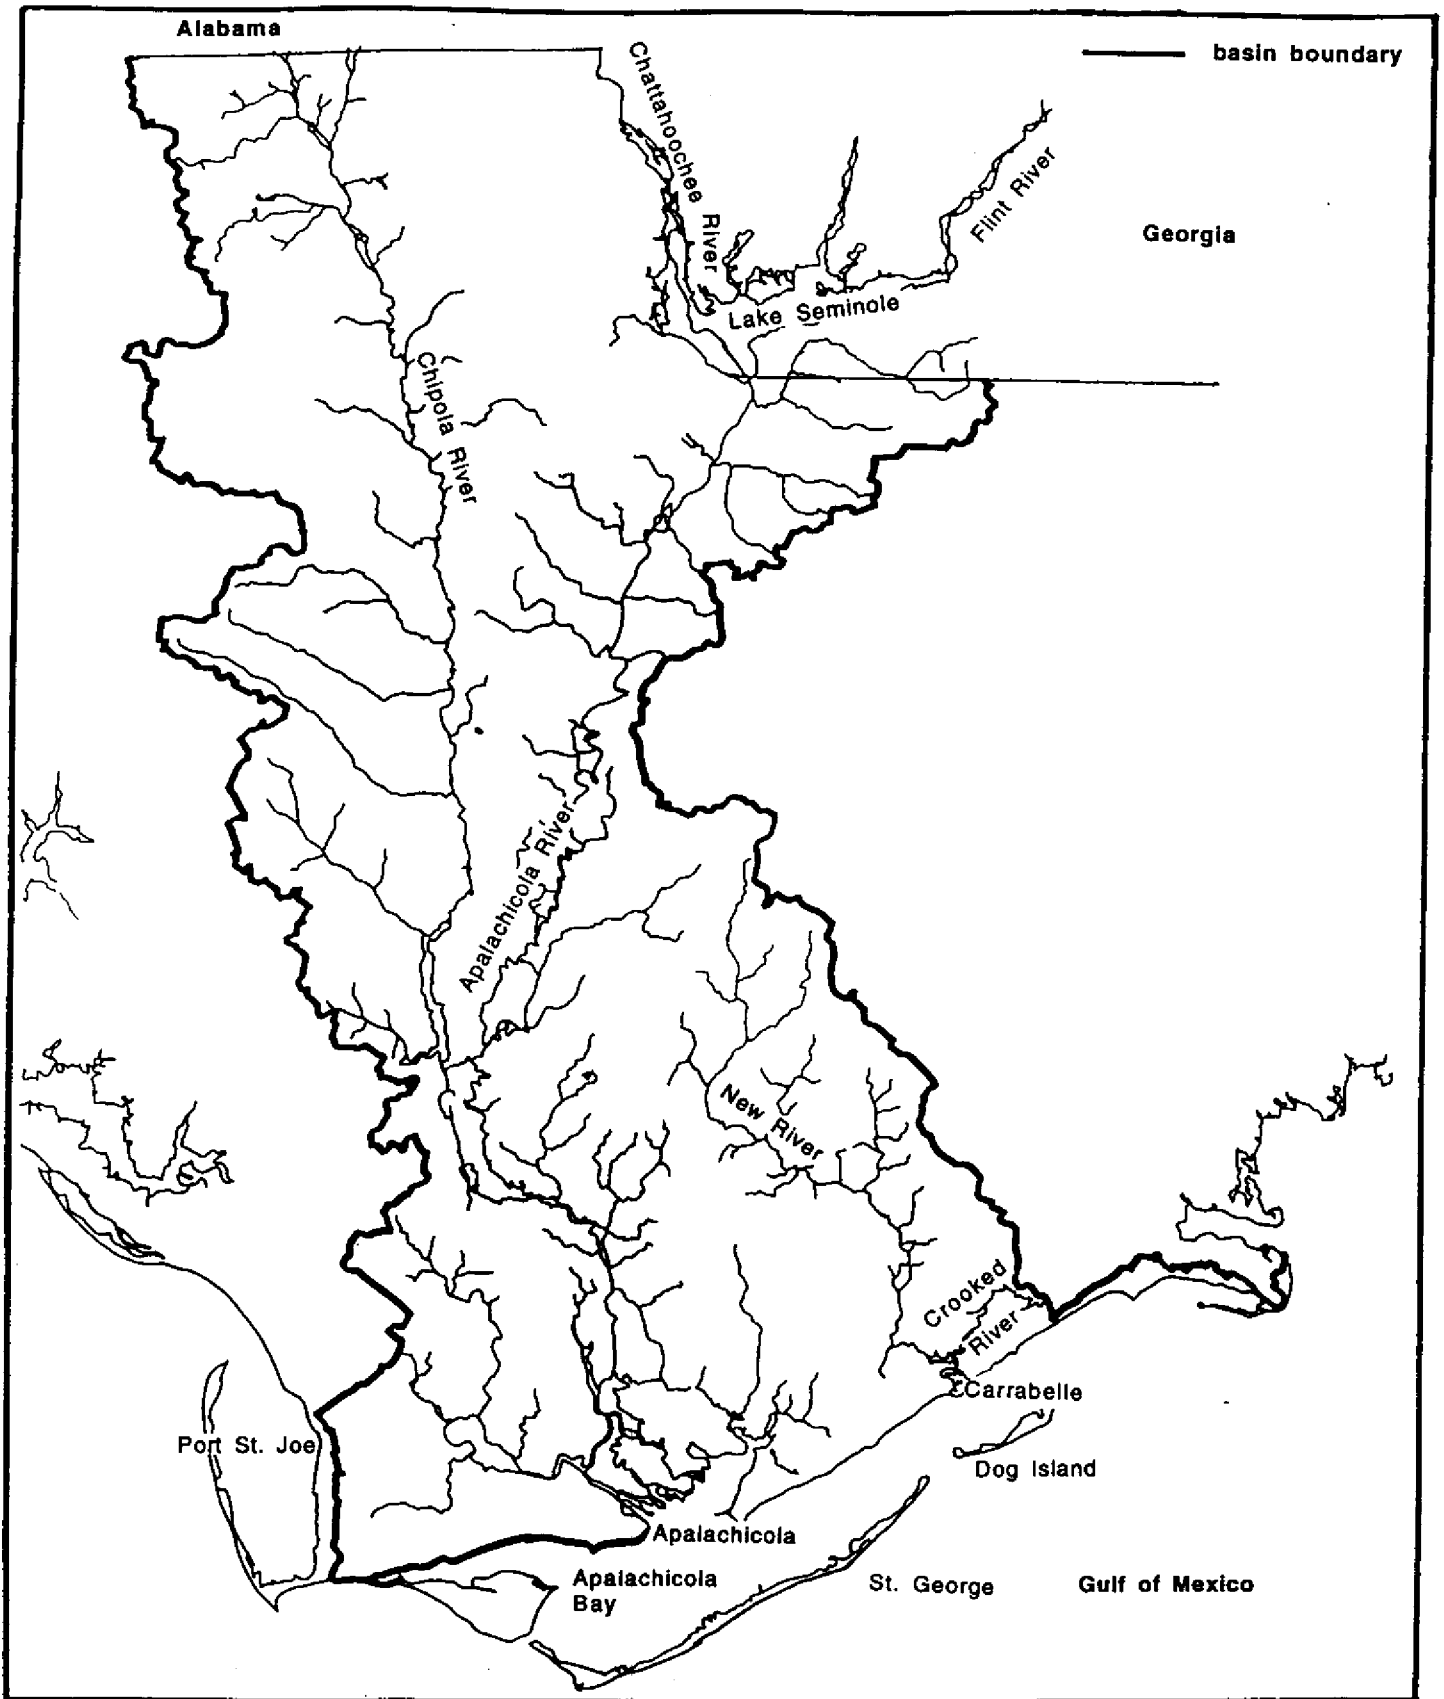 Alabama
basin boundary
Chattahoochee River
Flint River
Georgia
Lake Seminole
Chipola River
Apalachicola River
New River
Crooked
River
Carrabelle
Port St. Joe
Dog Island
Apalachicola
Apalachicola
Bay
St. George
Gulf of Mexico